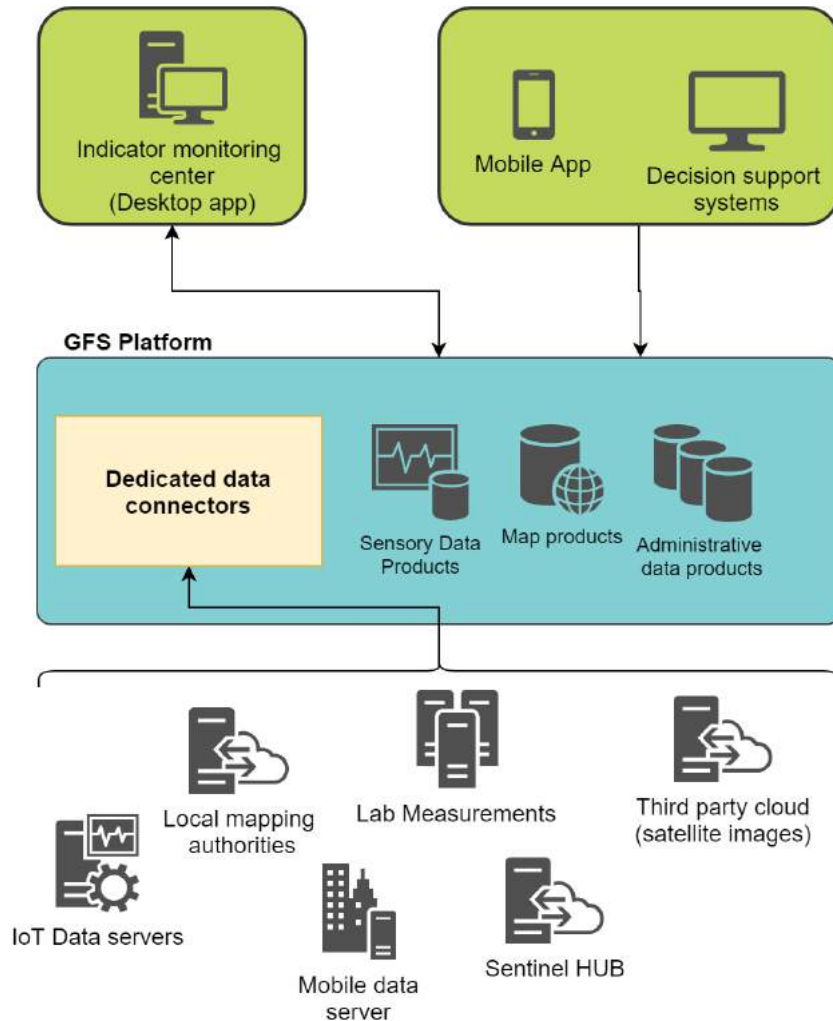 Indicator monitoring
center
(Desktop app)
Mobile App
Decision support
systems
GFS Platform
Dedicated data
connectors
Sensory Data
Products
Map products
Administrative
data products
Local mapping
authorities
Lab Measurements
Third party cloud
(satellite images)
IoT Data servers
Mobile data
server
Sentinel HUB